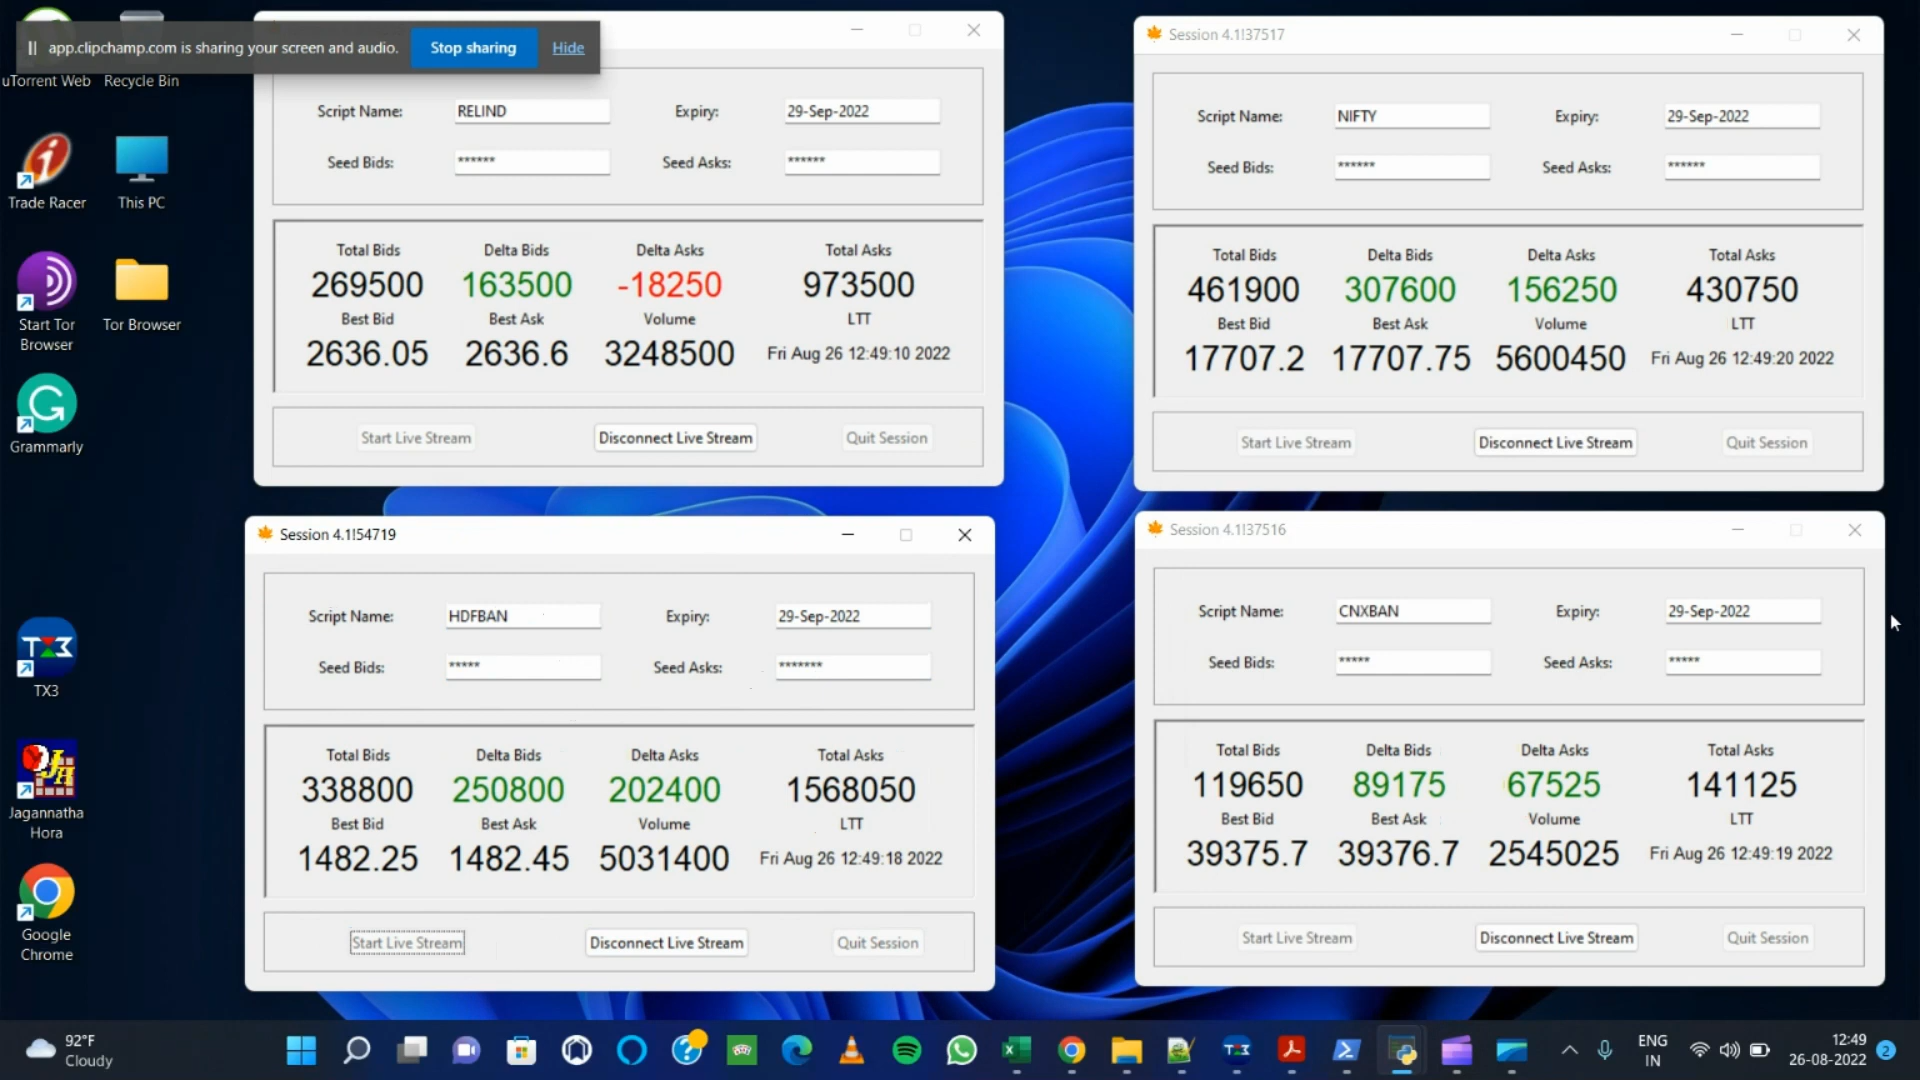 app.clipchamp.com is sharing your screen and audio. Stop sharing Hide
uTorrent Web
Recycle Bin
Trade Racer
This PC
Start Tor
Browser
Tor Browser
Grammarly
TX3
Jagannatha
Hora
Google
Chrome
Script Name: RELIND Expiry: 29-Sep-2022
Seed Bids: ****** Seed Asks: ******
Total Bids Delta Bids Delta Asks Total Asks
269500 163500 -18250 973500
Best Bid Best Ask Volume LTT
2636.05 2636.6 3248500 Fri Aug 26 12:49:10 2022
Start Live Stream Disconnect Live Stream Quit Session
Session 4.1!37517
Script Name: NIFTY Expiry: 29-Sep-2022
Seed Bids: ****** Seed Asks: ******
Total Bids Delta Bids Delta Asks Total Asks
461900 307600 156250 430750
Best Bid Best Ask Volume LTT
17707.2 17707.75 5600450 Fri Aug 26 12:49:20 2022
Start Live Stream Disconnect Live Stream Quit Session
Session 4.1!54719
Script Name: HDFBAN Expiry: 29-Sep-2022
Seed Bids: ***** Seed Asks: *******
Total Bids Delta Bids Delta Asks Total Asks
338800 250800 202400 1568050
Best Bid Best Ask Volume LTT
1482.25 1482.45 5031400 Fri Aug 26 12:49:18 2022
Start Live Stream Disconnect Live Stream Quit Session
Session 4.1!37516
Script Name: CNXBAN Expiry: 29-Sep-2022
Seed Bids: ***** Seed Asks: *****
Total Bids Delta Bids Delta Asks Total Asks
119650 89175 67525 141125
Best Bid Best Ask Volume LTT
39375.7 39376.7 2545025 Fri Aug 26 12:49:19 2022
Start Live Stream Disconnect Live Stream Quit Session
92°F
Cloudy
ENG
IN
12:49
26-08-2022
2